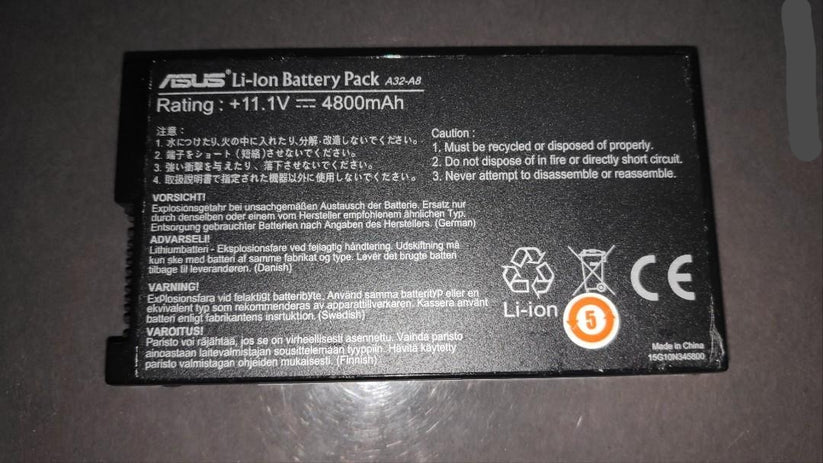 ASUS® Li-Ion Battery Pack A32-A8
Rating : +11.1V ⎓ 4800mAh
注意 :
1. 水につけたり、火の中に入れたり、分解・改造しないでください。
2. 端子をショート（短絡）させないでください。
3. 強い衝撃を与えたり、落下させないでください。
4. 取扱説明書で指定された機器以外に使用しないでください。
Caution :
1. Must be recycled or disposed of properly.
2. Do not dispose of in fire or directly short circuit.
3. Never attempt to disassemble or reassemble.
VORSICHT!
Explosionsgetahr bei unsachgemäßen Austausch der Batterie. Ersatz nur
durch denselben oder einem vom Hersteller empfohlenem ähnlichen Typ.
Entsorgung gebrauchter Batterien nach Angaben des Herstellers. (German)
ADVARSELI!
Lithiumbatteri - Eksplosionsfare ved fejlagtig håndtering. Udskiftning må
kun ske med batteri af samme fabrikat og type. Levér det brugte batteri
tilbage til leverandøren. (Danish)
VARNING!
Explosionsfara vid felaktigt batteribyte. Använd samma batterityp eller en
ekvivalent typ som rekommenderas av apparattillverkaren. Kassera använt
batteri enligt fabrikantens insruktion. (Swedish)
VAROITUS!
Paristo voi räjähtää, jos se on virheellisesti asennettu. Vaihda paristo
ainoastaan laitevalmistajan sousittelemaan tyyppiin. Hävitä käytetty
paristo valmistagan ohjeiden mukaisesti. (Finnish)
Li-ion
5
CE
Made in China
15G10N345800